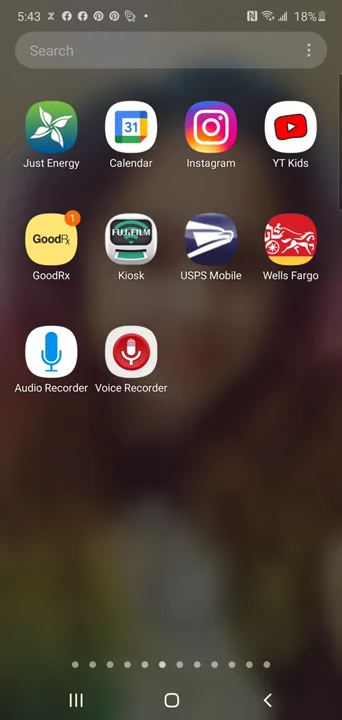 5:43
18%
Search
31
Just Energy
Calendar
Instagram
YT Kids
GoodRx
1
FUJIFILM
GoodRx
Kiosk
USPS Mobile
Wells Fargo
Audio Recorder
Voice Recorder